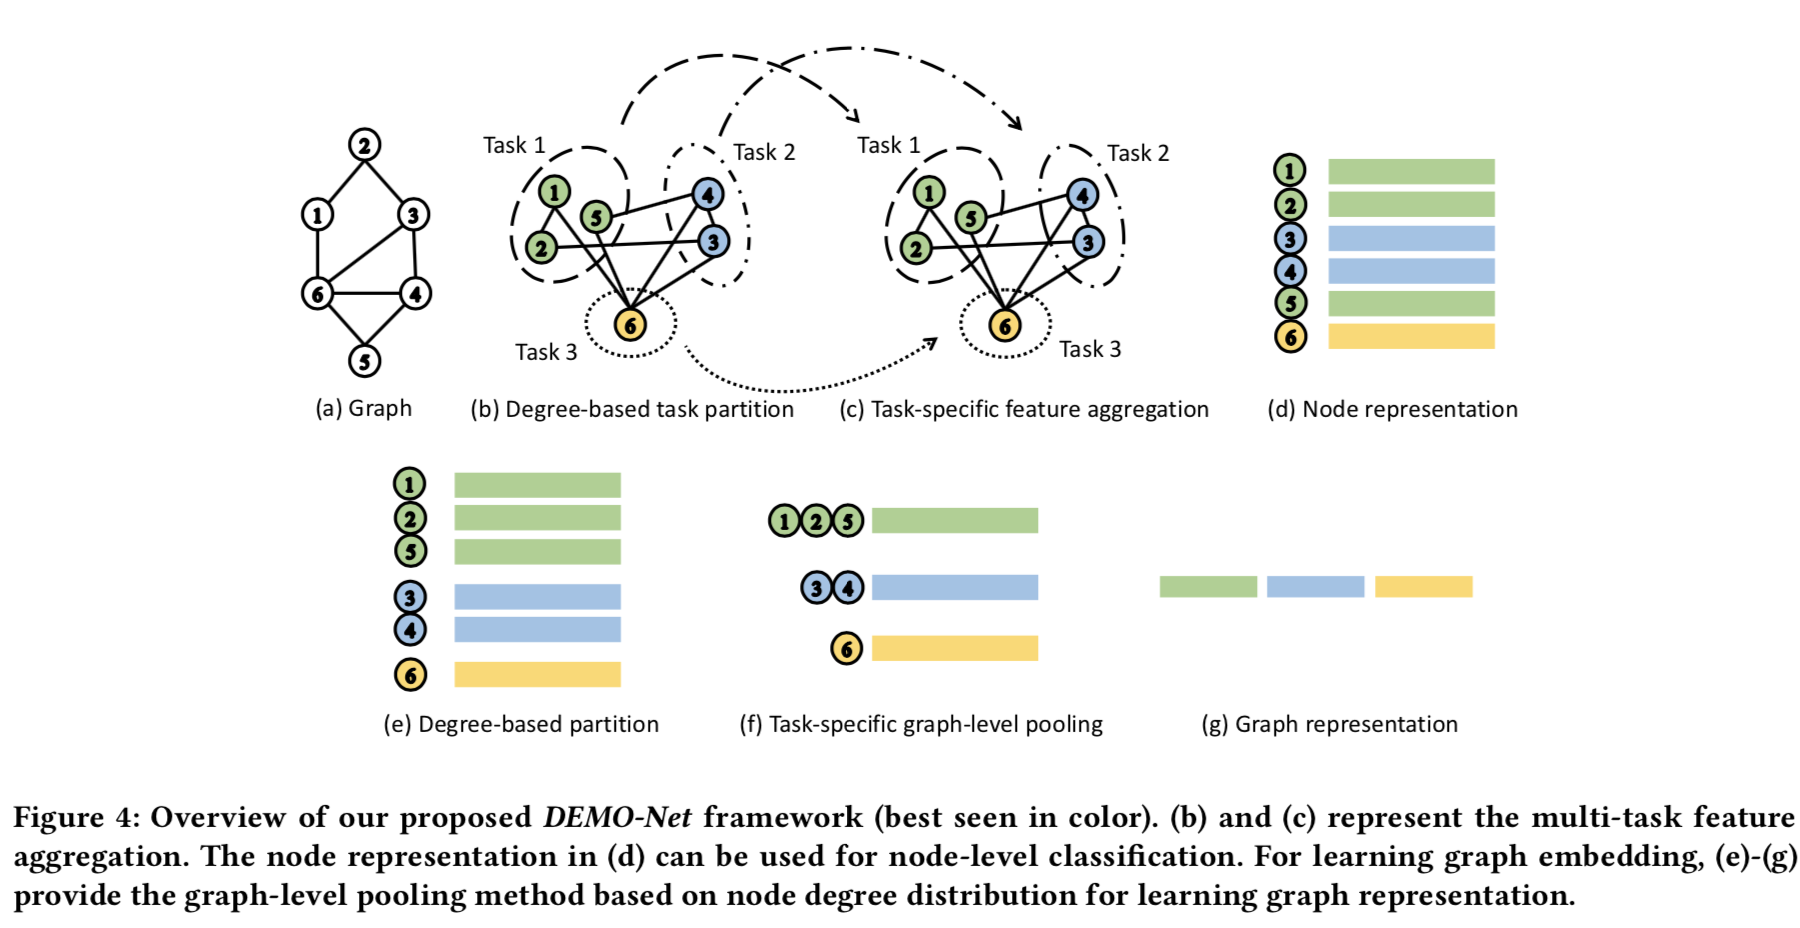 2
1
3
6
4
5
(a) Graph
Task 1
Task 2
1
4
5
2
3
6
Task 3
(b) Degree-based task partition
Task 1
Task 2
1
4
5
2
3
6
Task 3
(c) Task-specific feature aggregation
1
2
3
4
5
6
(d) Node representation
1
2
5
3
4
6
(e) Degree-based partition
1 2 5
3 4
6
(f) Task-specific graph-level pooling
(g) Graph representation
Figure 4: Overview of our proposed DEMO-Net framework (best seen in color). (b) and (c) represent the multi-task feature
aggregation. The node representation in (d) can be used for node-level classification. For learning graph embedding, (e)-(g)
provide the graph-level pooling method based on node degree distribution for learning graph representation.